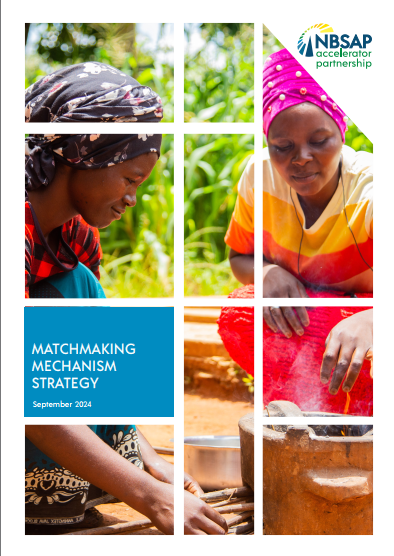 NBSAP
accelerator
partnership
MATCHMAKING
MECHANISM
STRATEGY
September 2024